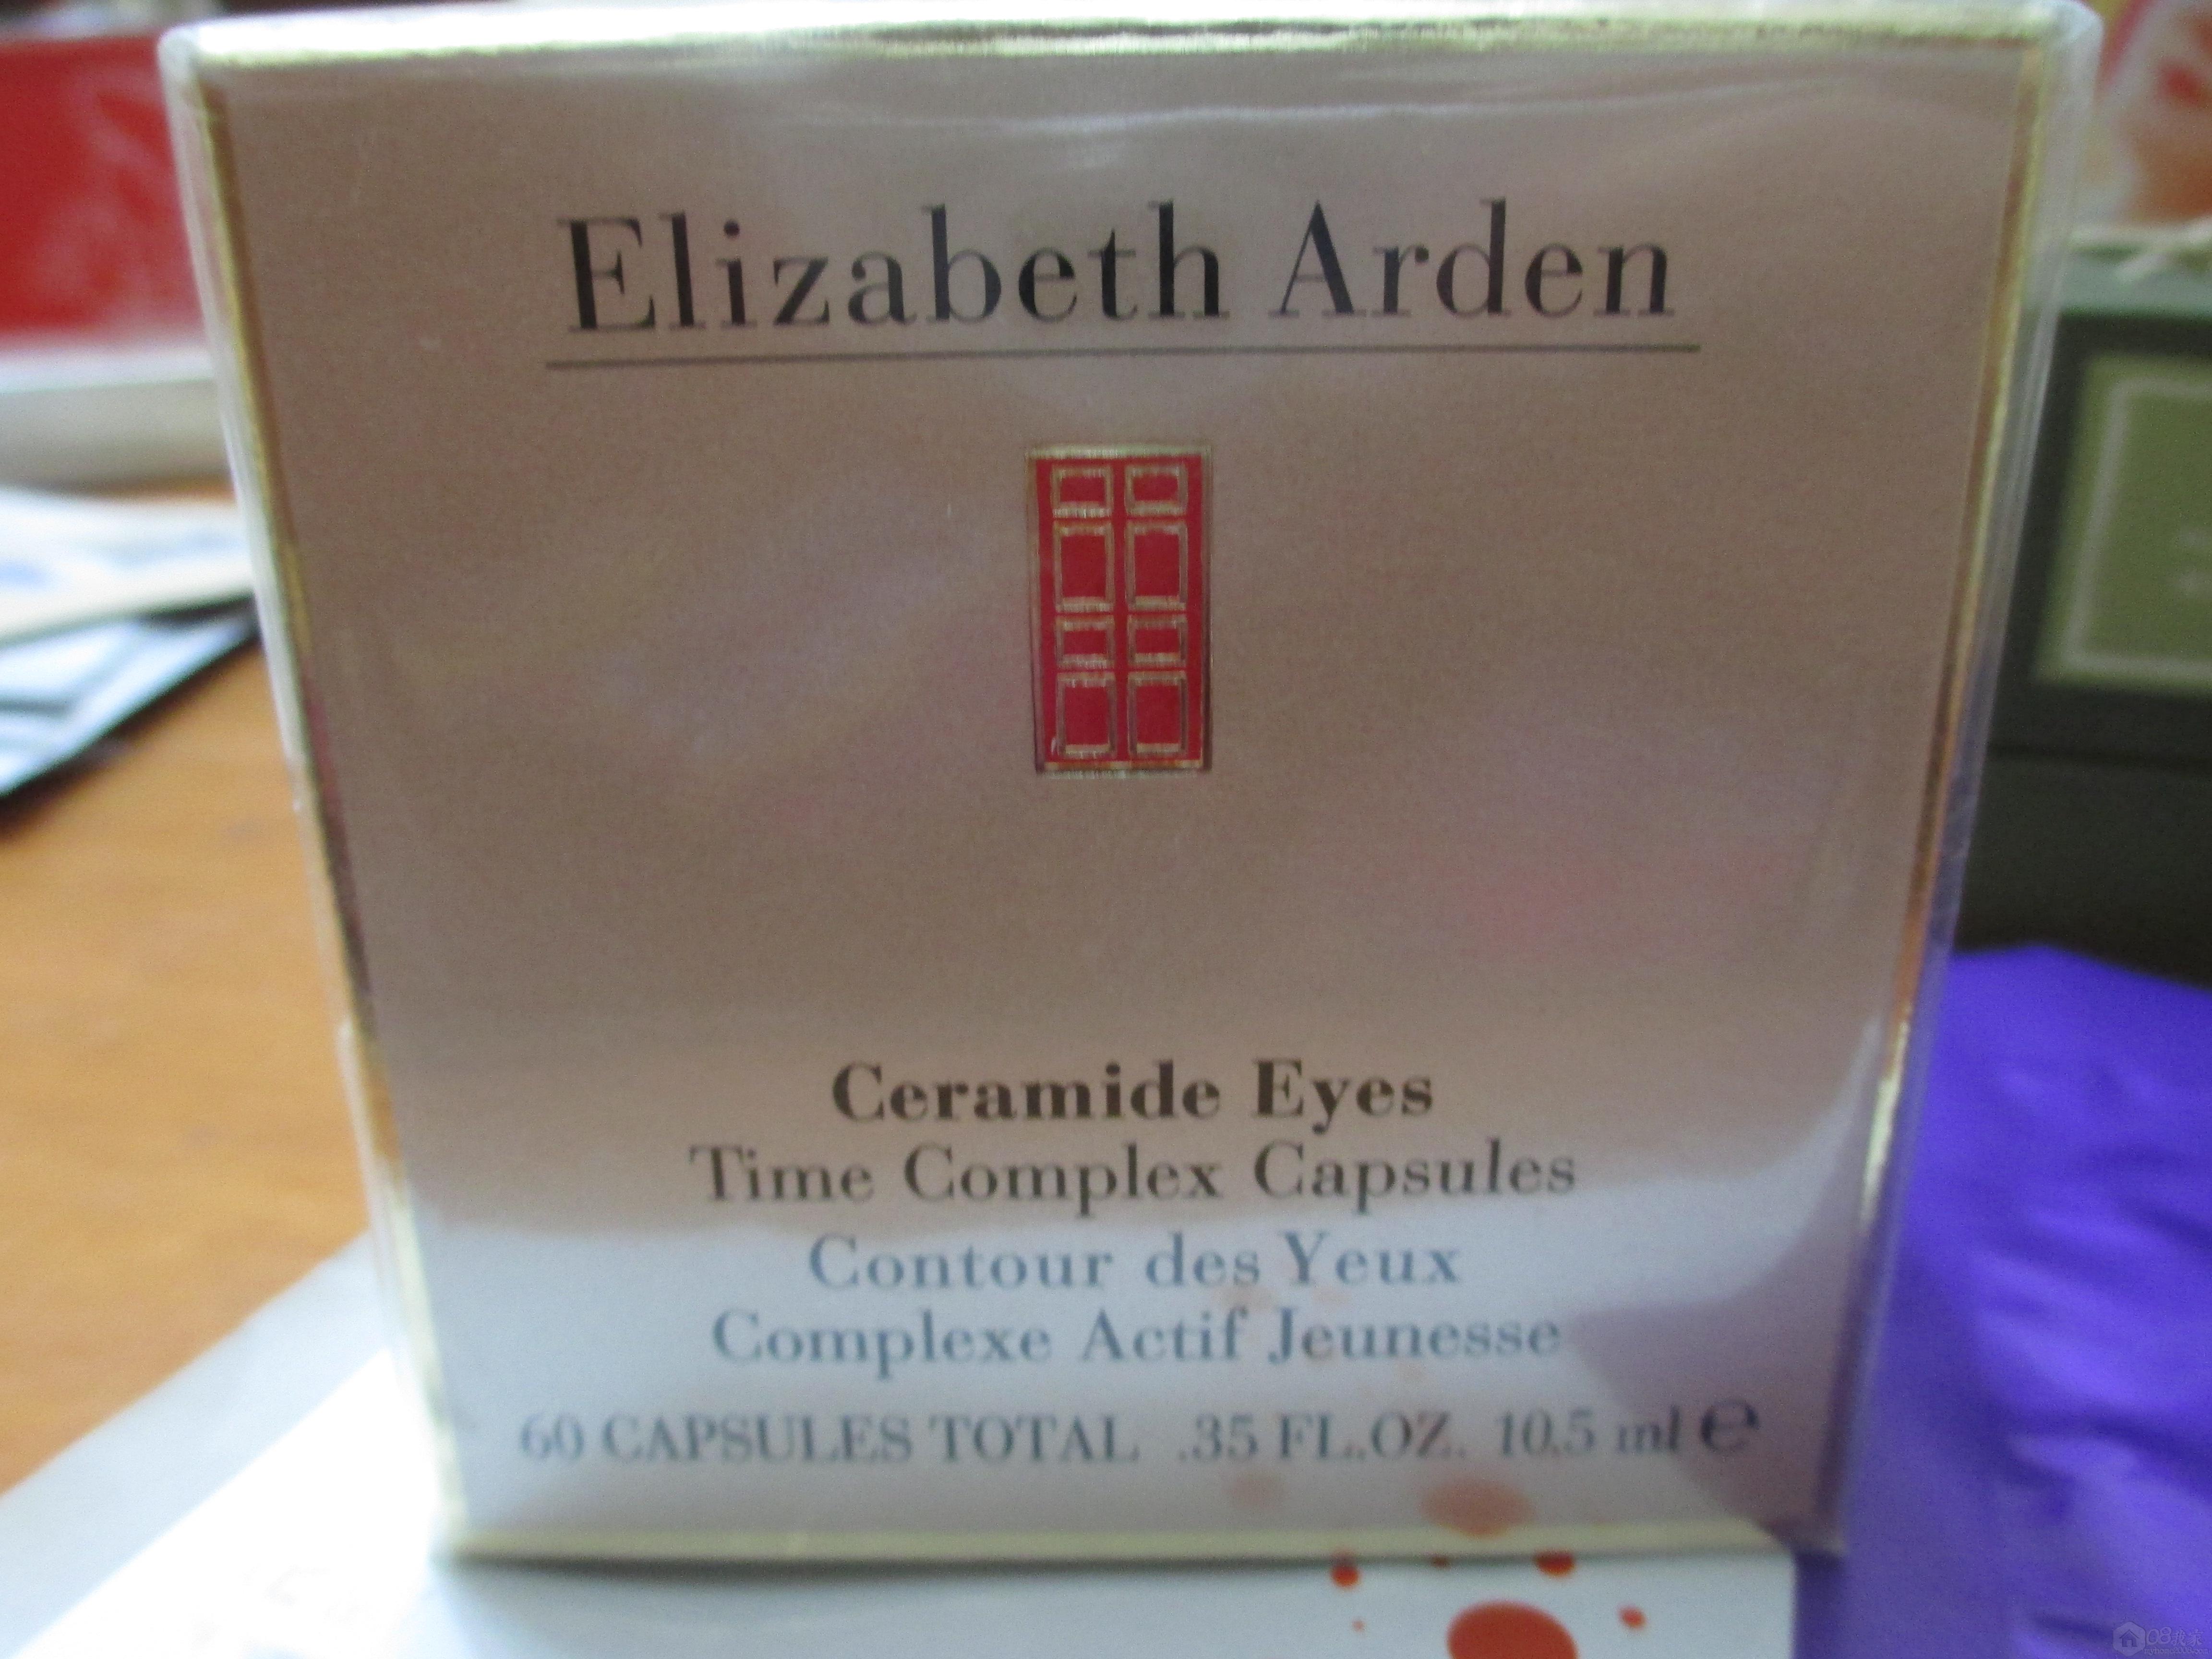 Elizabeth Arden
Ceramide Eyes
Time Complex Capsules
Contour des Yeux
Complexe Actif Jeunesse
60 CAPSULES TOTAL .35 FL.OZ. 10.5 ml ℮